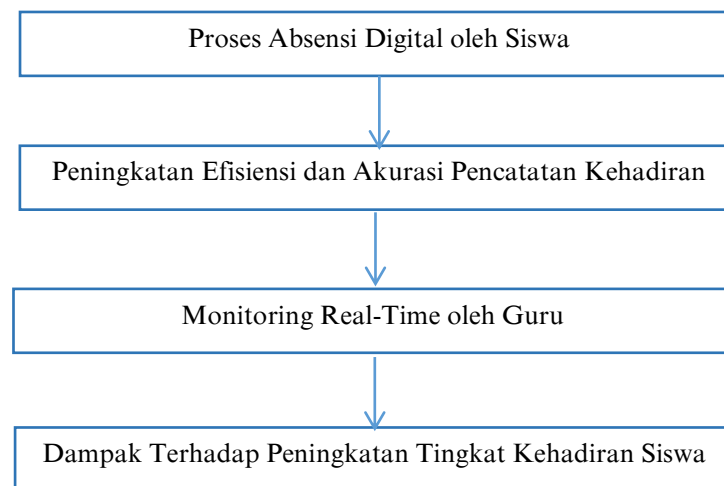 Proses Absensi Digital oleh Siswa
Peningkatan Efisiensi dan Akurasi Pencatatan Kehadiran
Monitoring Real-Time oleh Guru
Dampak Terhadap Peningkatan Tingkat Kehadiran Siswa